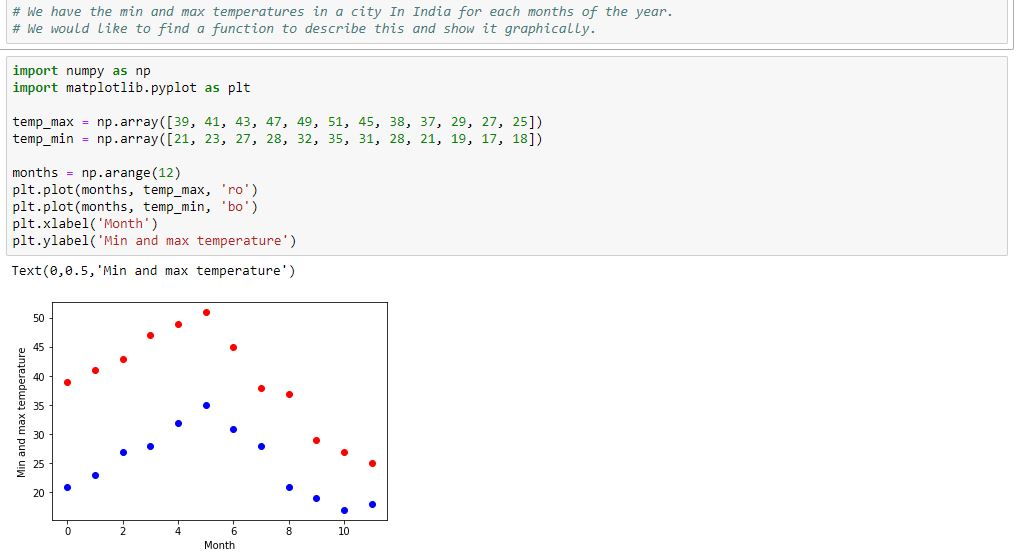 # We have the min and max temperatures in a city In India for each months of the year.
# We would like to find a function to describe this and show it graphically.
import numpy as np
import matplotlib.pyplot as plt
temp_max = np.array([39, 41, 43, 47, 49, 51, 45, 38, 37, 29, 27, 25])
temp_min = np.array([21, 23, 27, 28, 32, 35, 31, 28, 21, 19, 17, 18])
months = np.arange(12)
plt.plot(months, temp_max, 'ro')
plt.plot(months, temp_min, 'bo')
plt.xlabel('Month')
plt.ylabel('Min and max temperature')
Text(0,0.5,'Min and max temperature')
Min and max temperature
50
45
40
35
30
25
20
0 2 4 6 8 10
Month